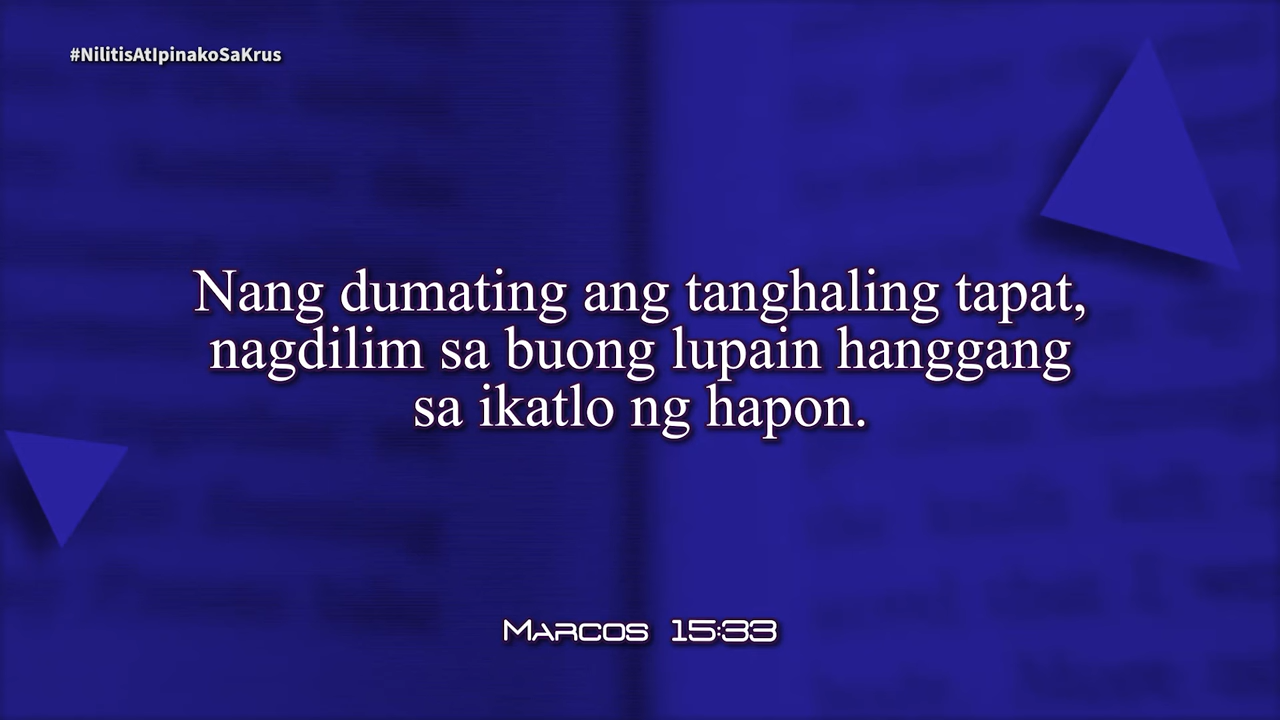 #NilitisAtIpinakoSaKrus
Nang dumating ang tanghaling tapat,
nagdilim sa buong lupain hanggang
sa ikatlo ng hapon.
Marcos 15:33